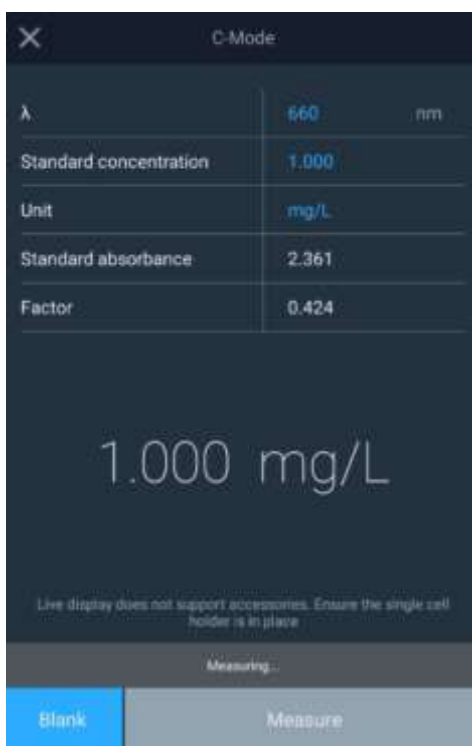 C-Mode
λ 660 nm
Standard concentration 1.000
Unit mg/L
Standard absorbance 2.361
Factor 0.424
1.000 mg/L
Live display does not support accessories. Ensure the single cell
holder is in place
Measuring...
Blank Measure